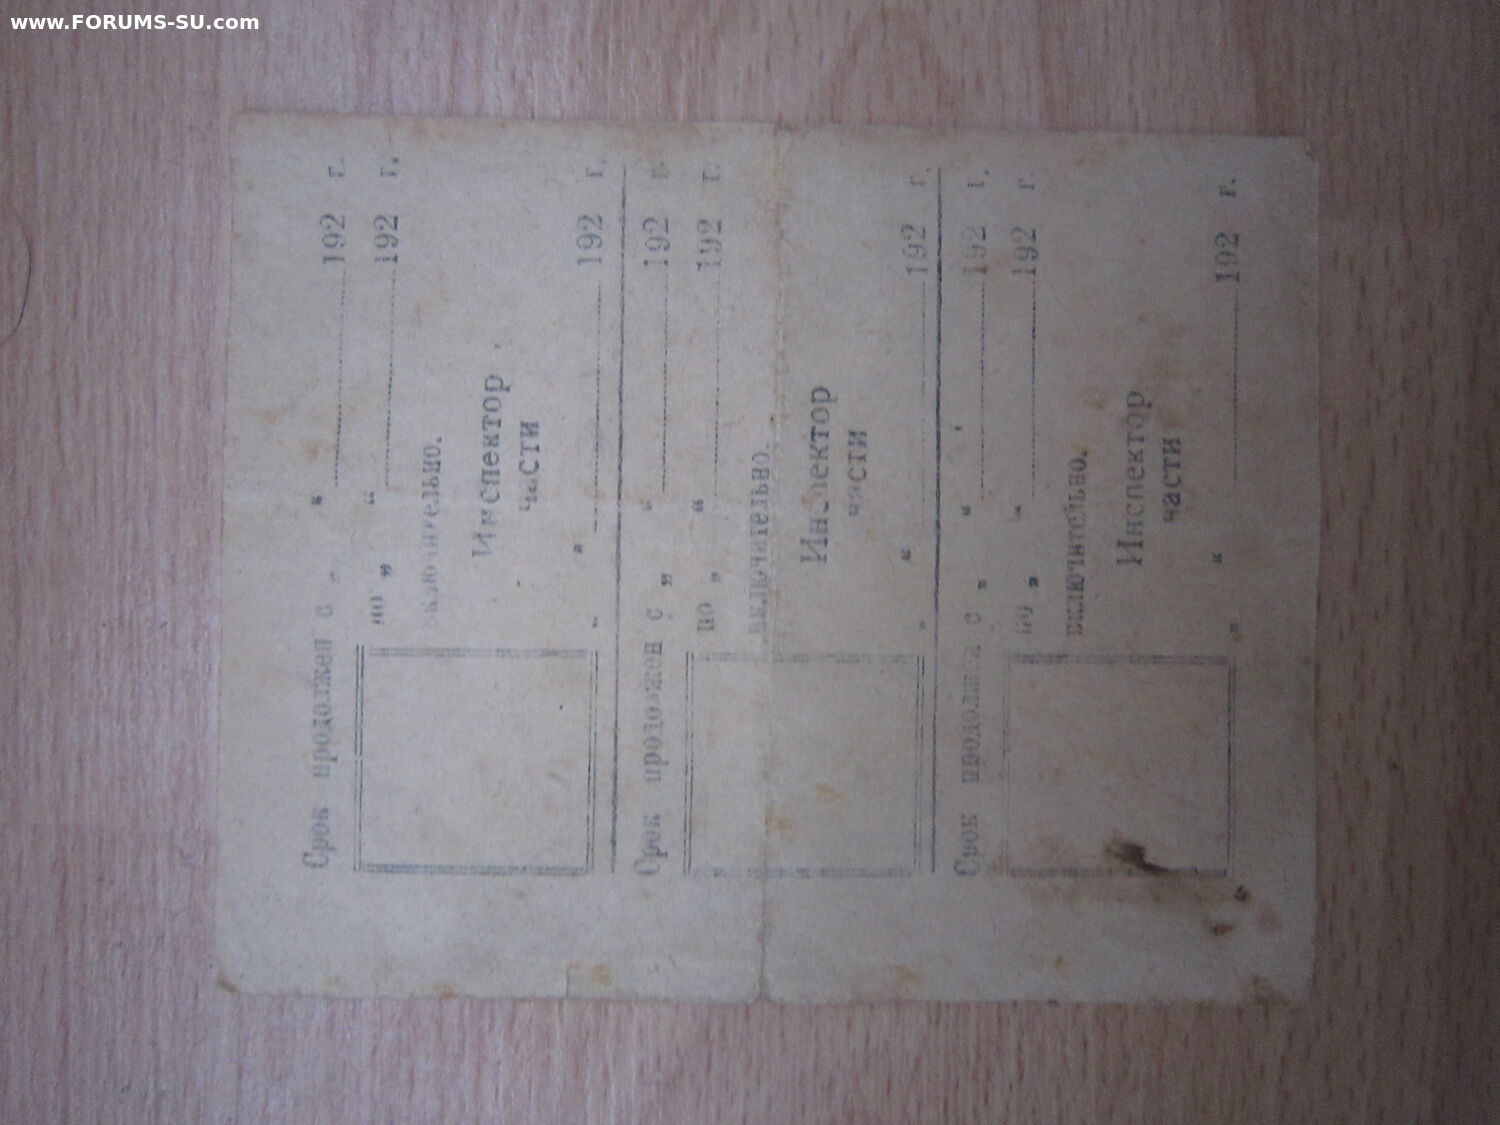 www.FORUMS-SU.com
Срок продолжен с „ “ 192 г.
по „ “ 192 г.
включительно.
Инспектор
части
„ “ 192 г.
Срок продолжен с „ “ 192 г.
по „ “ 192 г.
включительно.
Инспектор
части
„ “ 192 г.
Срок продолжен с „ “ 192 г.
по „ “ 192 г.
включительно.
Инспектор
части
„ “ 192 г.